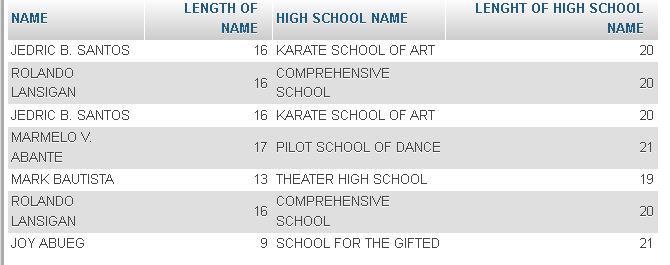 NAME LENGTH OF NAME HIGH SCHOOL NAME LENGHT OF HIGH SCHOOL NAME
JEDRIC B. SANTOS 16 KARATE SCHOOL OF ART 20
ROLANDO LANSIGAN 16 COMPREHENSIVE SCHOOL 20
JEDRIC B. SANTOS 16 KARATE SCHOOL OF ART 20
MARMELO V. ABANTE 17 PILOT SCHOOL OF DANCE 21
MARK BAUTISTA 13 THEATER HIGH SCHOOL 19
ROLANDO LANSIGAN 16 COMPREHENSIVE SCHOOL 20
JOY ABUEG 9 SCHOOL FOR THE GIFTED 21